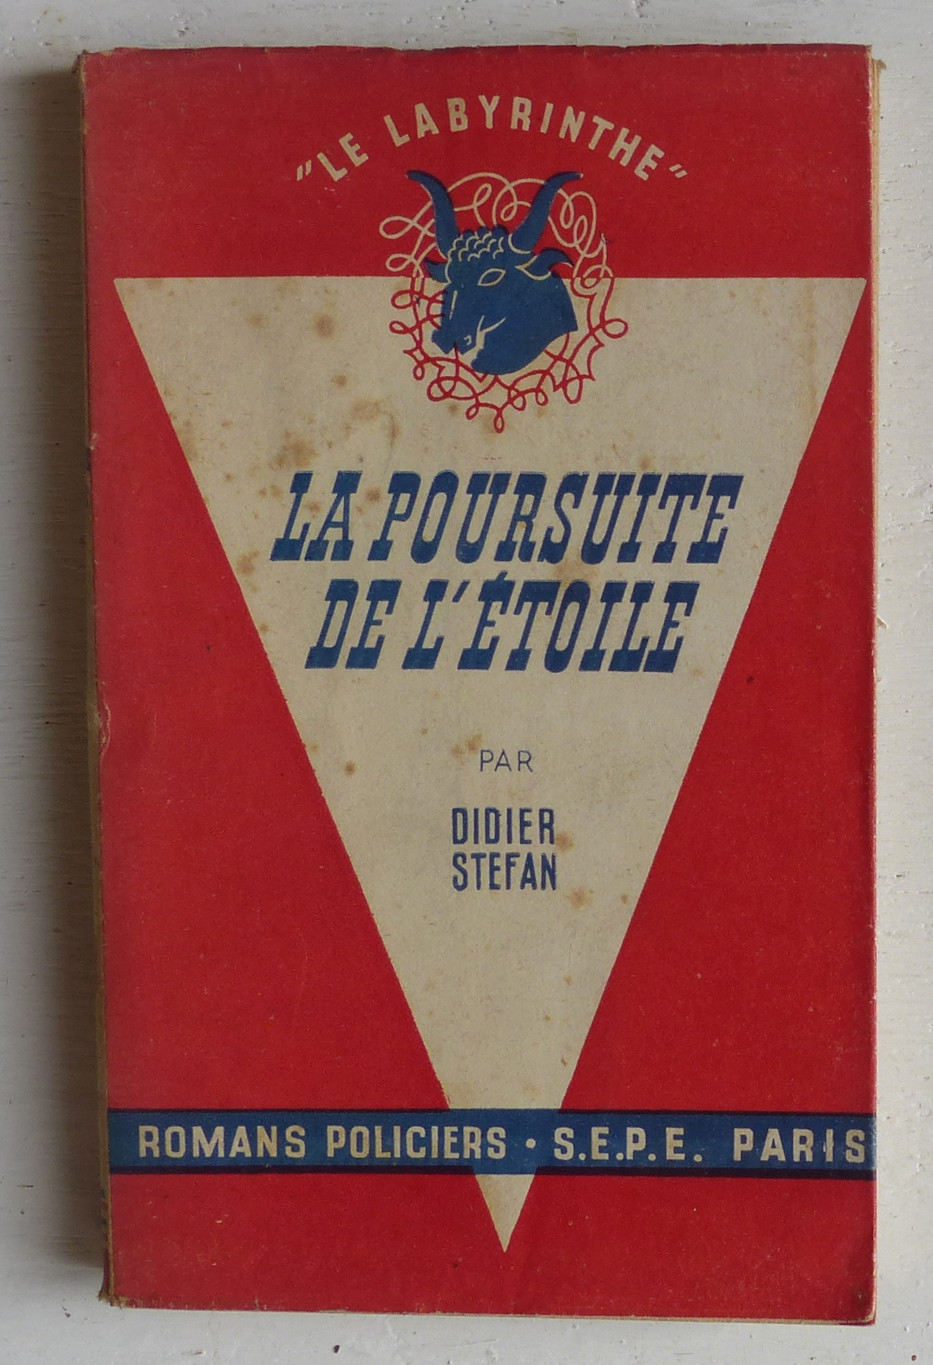 "LE LABYRINTHE"
LA POURSUITE
DE L'ÉTOILE
PAR
DIDIER
STEFAN
ROMANS POLICIERS • S.E.P.E. PARIS